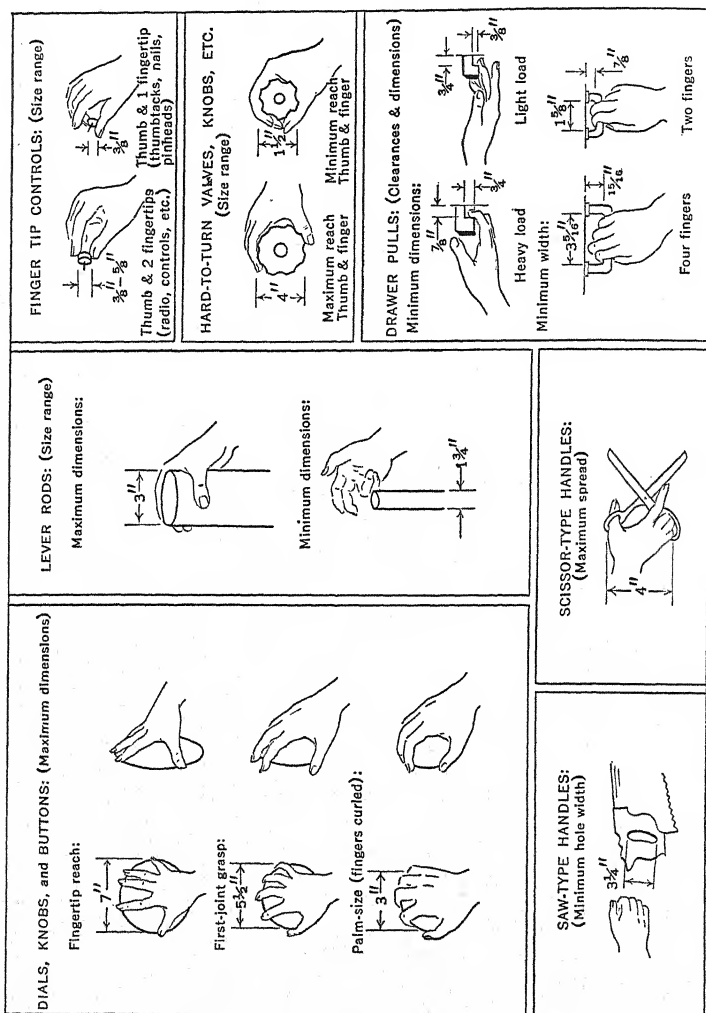 DIALS, KNOBS, and BUTTONS: (Maximum dimensions)
Fingertip reach:
7"
First-joint grasp:
5½"
Palm-size (fingers curled):
3"
LEVER RODS: (Size range)
Maximum dimensions:
3"
Minimum dimensions:
1¾"
FINGER TIP CONTROLS: (Size range)
⅜"–⅝"
Thumb & 2 fingertips
(radio, controls, etc.)
⅜"
Thumb & 1 fingertip
(thumbtacks, nails,
pinheads)
HARD-TO-TURN VALVES, KNOBS, ETC.
(Size range)
4"
Maximum reach
Thumb & finger
1½"
Minimum reach
Thumb & finger
DRAWER PULLS: (Clearances & dimensions)
Minimum dimensions:
⅞"
¾"
Heavy load
¾"
⅜"
Light load
Minimum width:
3 5/16"
15/16"
Four fingers
1⅝"
⅞"
Two fingers
SAW-TYPE HANDLES:
(Minimum hole width)
3¼"
SCISSOR-TYPE HANDLES:
(Maximum spread)
4"